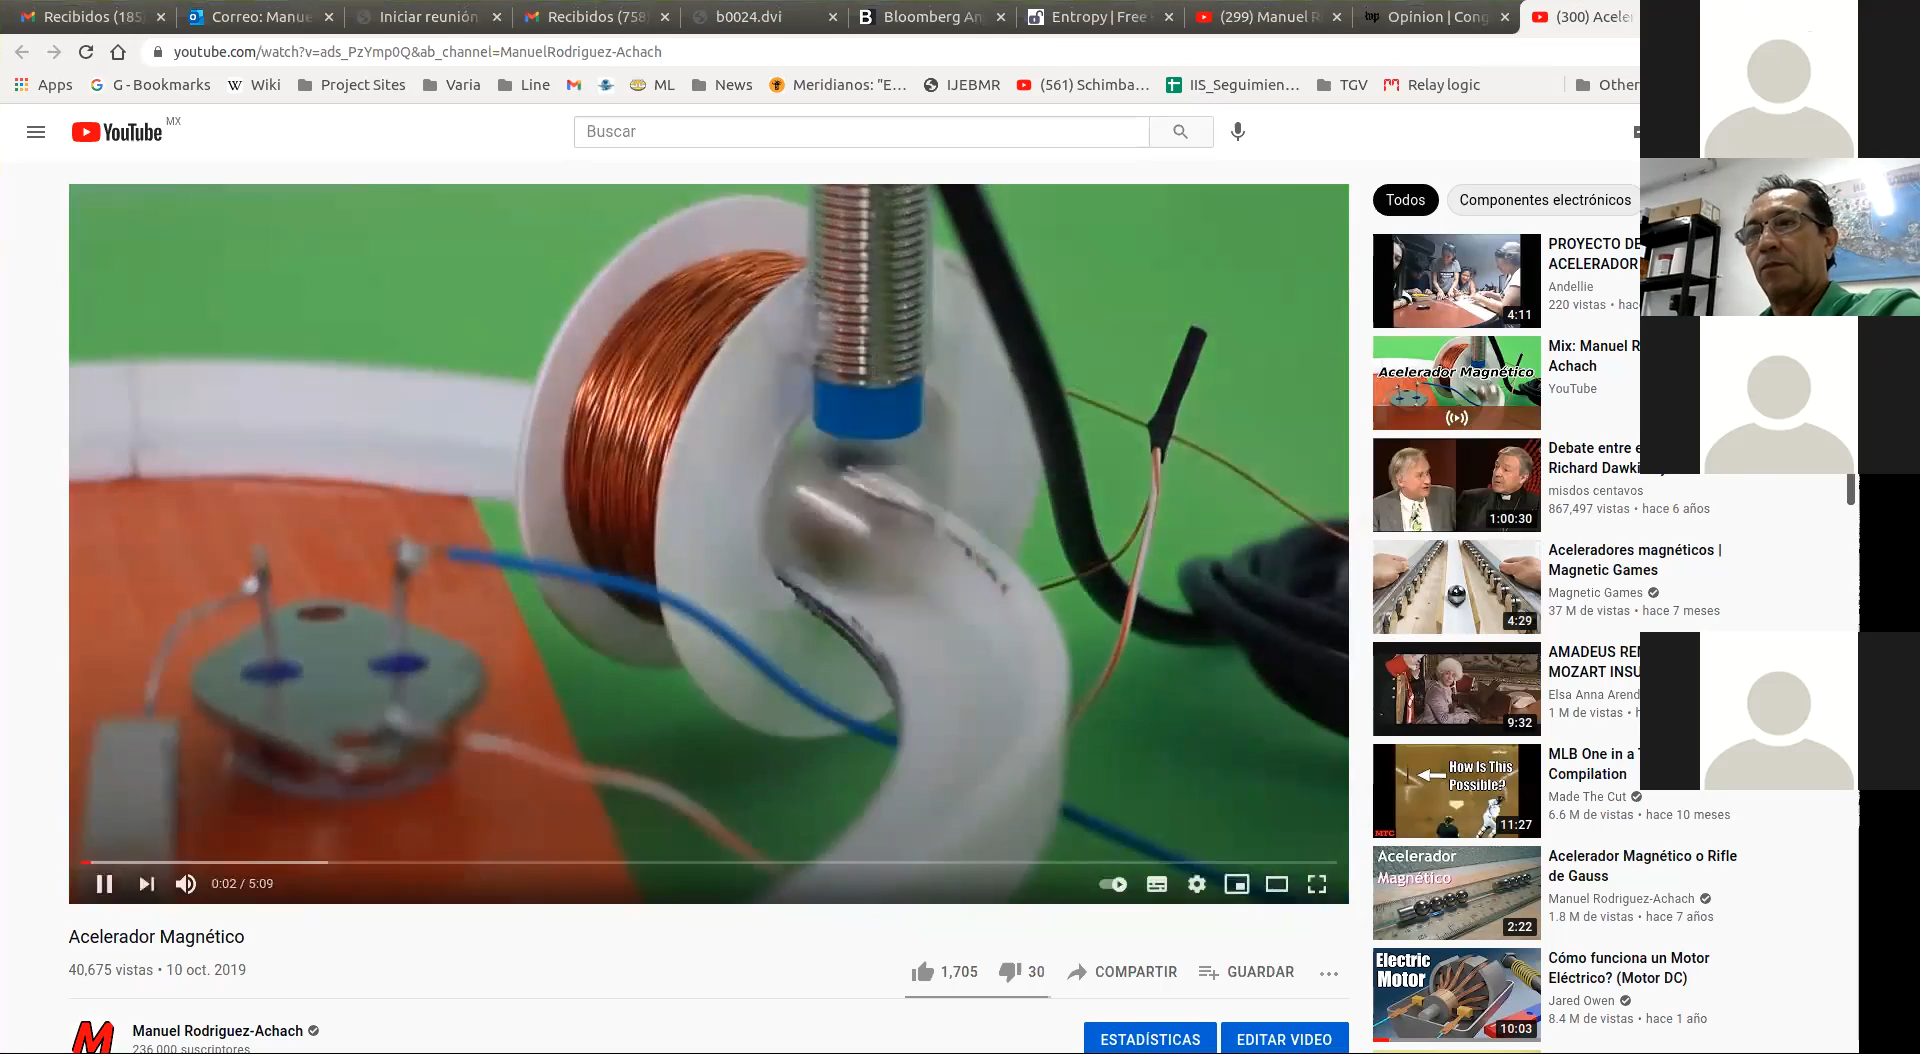 Recibidos (185
Correo: Manue
Iniciar reunión
Recibidos (758
b0024.dvi
Bloomberg An
Entropy | Free
(299) Manuel R
Opinion | Cong
(300) Aceler
youtube.com/watch?v=ads_PzYmp0Q&ab_channel=ManuelRodriguez-Achach
Apps
G - Bookmarks
Wiki
Project Sites
Varia
Line
ML
News
Meridianos: "E...
IJEBMR
(561) Schimba...
IIS_Seguimien...
TGV
Relay logic
Other
YouTube MX
Buscar
Todos
Componentes electrónicos
4:11
PROYECTO DE
ACELERADOR
Andellie
220 vistas • hac
Acelerador Magnético
Mix: Manuel R
Achach
YouTube
1:00:30
Debate entre e
Richard Dawki
misdos centavos
867,497 vistas • hace 6 años
4:29
Aceleradores magnéticos |
Magnetic Games
Magnetic Games
37 M de vistas • hace 7 meses
9:32
AMADEUS REN
MOZART INSU
Elsa Anna Arend
1 M de vistas • h
How Is This
Possible?
MTC
11:27
MLB One in a
Compilation
Made The Cut
6.6 M de vistas • hace 10 meses
Acelerador
Magnético
2:22
Acelerador Magnético o Rifle
de Gauss
Manuel Rodriguez-Achach
1.8 M de vistas • hace 7 años
Electric
Motor
10:03
Cómo funciona un Motor
Eléctrico? (Motor DC)
Jared Owen
8.4 M de vistas • hace 1 año
0:02 / 5:09
Acelerador Magnético
40,675 vistas • 10 oct. 2019
1,705
30
COMPARTIR
GUARDAR
Manuel Rodriguez-Achach
236 000 suscriptores
ESTADÍSTICAS
EDITAR VIDEO